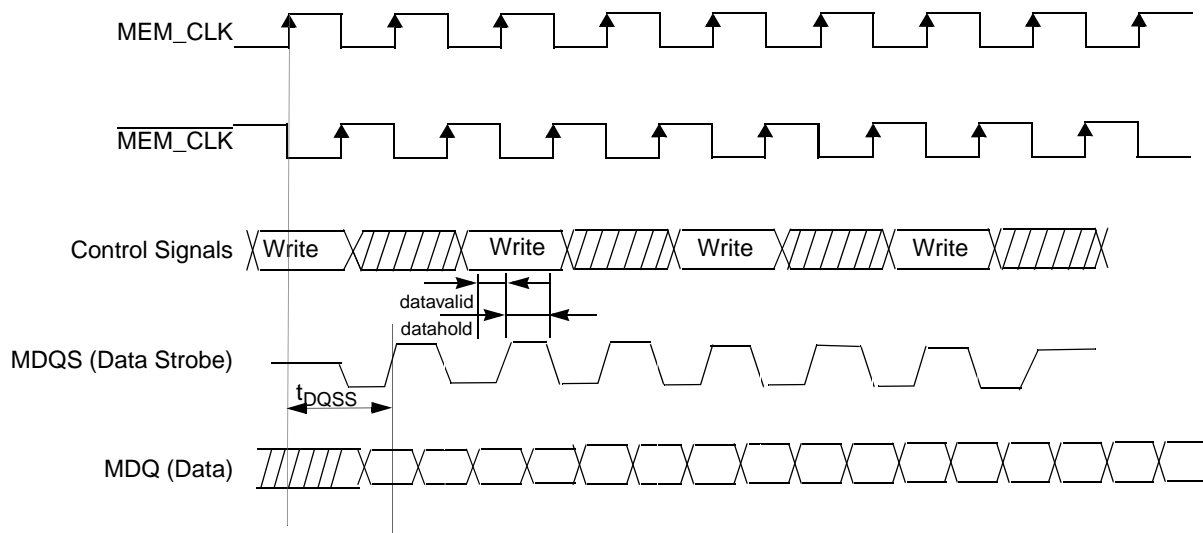 MEM_CLK
MEM_CLK
Control Signals Write Write Write Write
datavalid
datahold
MDQS (Data Strobe)
tDQSS
MDQ (Data)